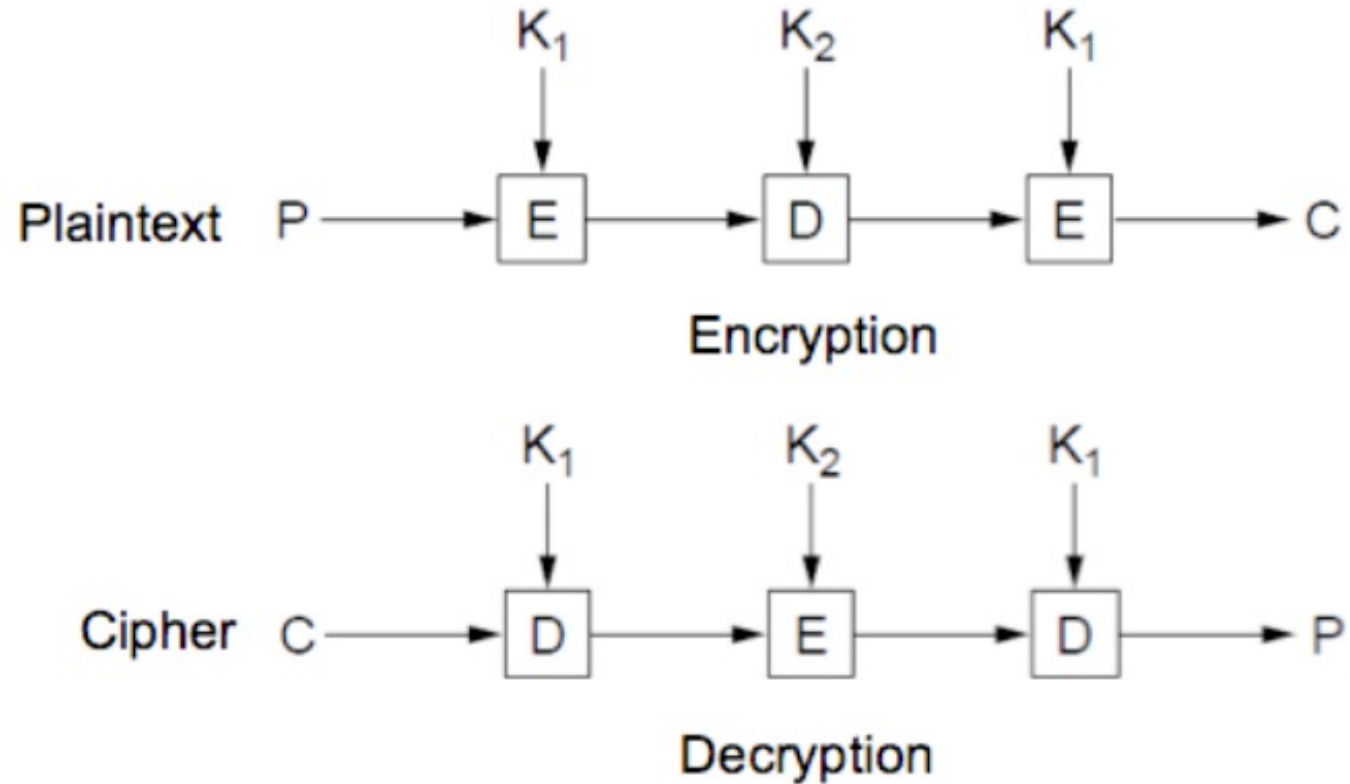 K₁ K₂ K₁
Plaintext P E D E C
Encryption
K₁ K₂ K₁
Cipher C D E D P
Decryption